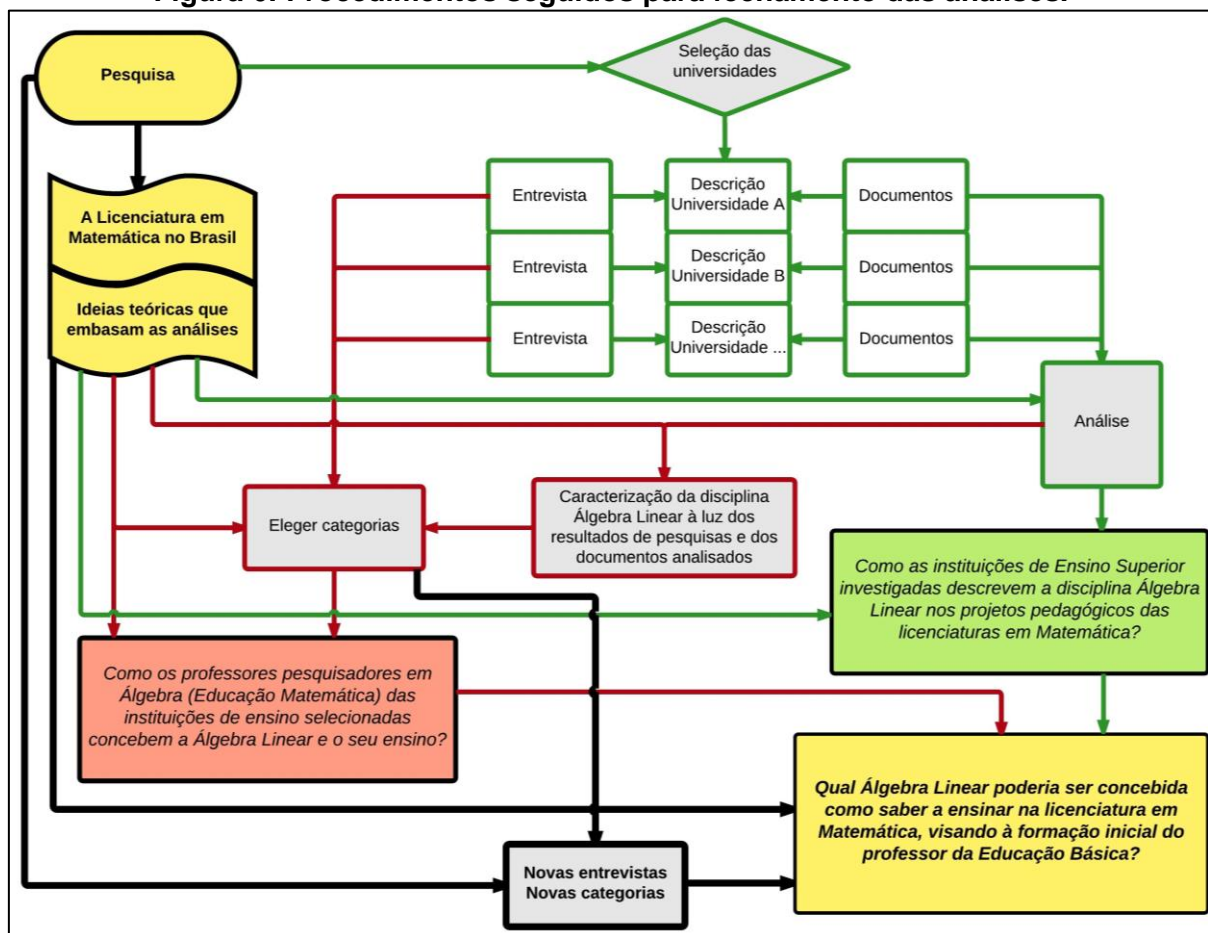 Figura 6: Procedimentos seguidos para fechamento das análises.
Pesquisa
Seleção das
universidades
A Licenciatura em
Matemática no Brasil
Ideias teóricas que
embasam as análises
Entrevista
Descrição
Universidade A
Documentos
Entrevista
Descrição
Universidade B
Documentos
Entrevista
Descrição
Universidade ...
Documentos
Análise
Eleger categorias
Caracterização da disciplina
Álgebra Linear à luz dos
resultados de pesquisas e dos
documentos analisados
Como as instituições de Ensino Superior
investigadas descrevem a disciplina Álgebra
Linear nos projetos pedagógicos das
licenciaturas em Matemática?
Como os professores pesquisadores em
Álgebra (Educação Matemática) das
instituições de ensino selecionadas
concebem a Álgebra Linear e o seu ensino?
Qual Álgebra Linear poderia ser concebida
como saber a ensinar na licenciatura em
Matemática, visando à formação inicial do
professor da Educação Básica?
Novas entrevistas
Novas categorias